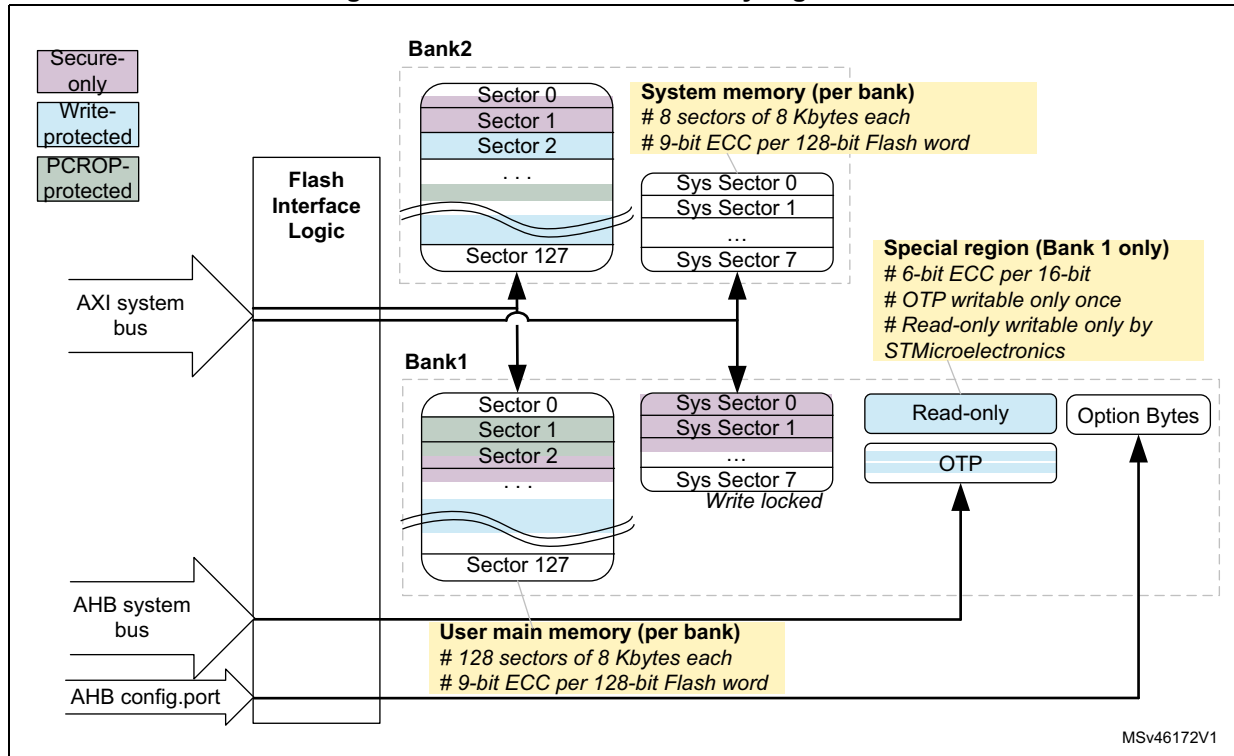 Secure-
only
Write-
protected
PCROP-
protected
Flash
Interface
Logic
AXI system
bus
AHB system
bus
AHB config.port
Bank2
Sector 0
Sector 1
Sector 2
. . .
Sector 127
System memory (per bank)
# 8 sectors of 8 Kbytes each
# 9-bit ECC per 128-bit Flash word
Sys Sector 0
Sys Sector 1
...
Sys Sector 7
Special region (Bank 1 only)
# 6-bit ECC per 16-bit
# OTP writable only once
# Read-only writable only by
STMicroelectronics
Bank1
Sector 0
Sector 1
Sector 2
. . .
Sector 127
Sys Sector 0
Sys Sector 1
...
Sys Sector 7
Write locked
Read-only
OTP
Option Bytes
User main memory (per bank)
# 128 sectors of 8 Kbytes each
# 9-bit ECC per 128-bit Flash word
MSv46172V1